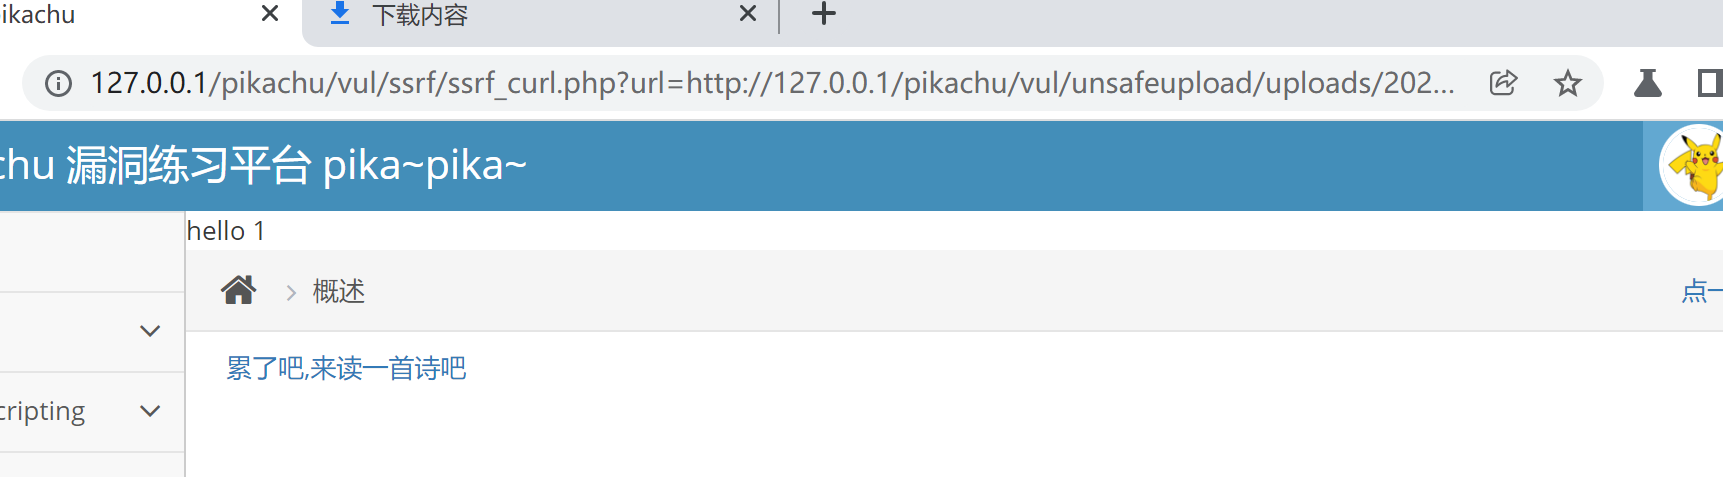 ikachu
下载内容
127.0.0.1/pikachu/vul/ssrf/ssrf_curl.php?url=http://127.0.0.1/pikachu/vul/unsafeupload/uploads/202...
chu 漏洞练习平台 pika~pika~
hello 1
概述
点一
累了吧,来读一首诗吧
cripting